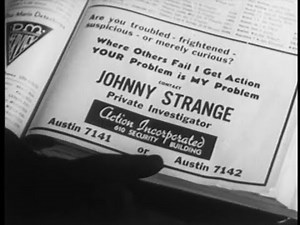 Are you troubled - frightened -
suspicious - or merely curious?
Where Others Fail I Get Action
YOUR Problem is MY Problem
CONTACT
JOHNNY STRANGE
Private Investigator
Action Incorporated
610 SECURITY
BUILDING
Austin 7141 or Austin 7142